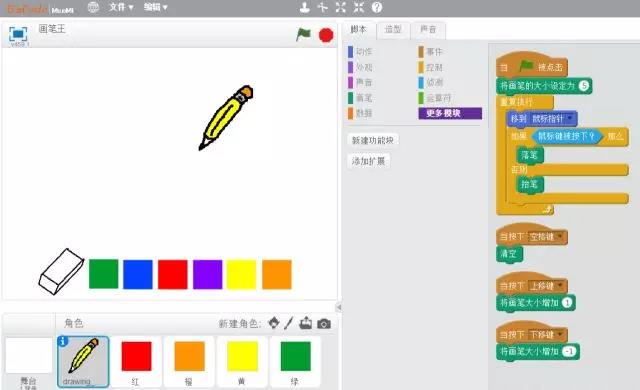 MuoMi
文件
编辑
画笔王
v459.1
脚本
造型
声音
动作
事件
外观
控制
声音
侦测
画笔
运算符
数据
更多模块
新建功能块
添加扩展
当 被点击
将画笔的大小设定为 5
重复执行
移到 鼠标指针
如果 鼠标键被按下? 那么
落笔
否则
抬笔
当按下 空格键
清空
当按下 上移键
将画笔大小增加 1
当按下 下移键
将画笔大小增加 -1
角色
新建角色:
舞台
drawing_
红
橙
黄
绿